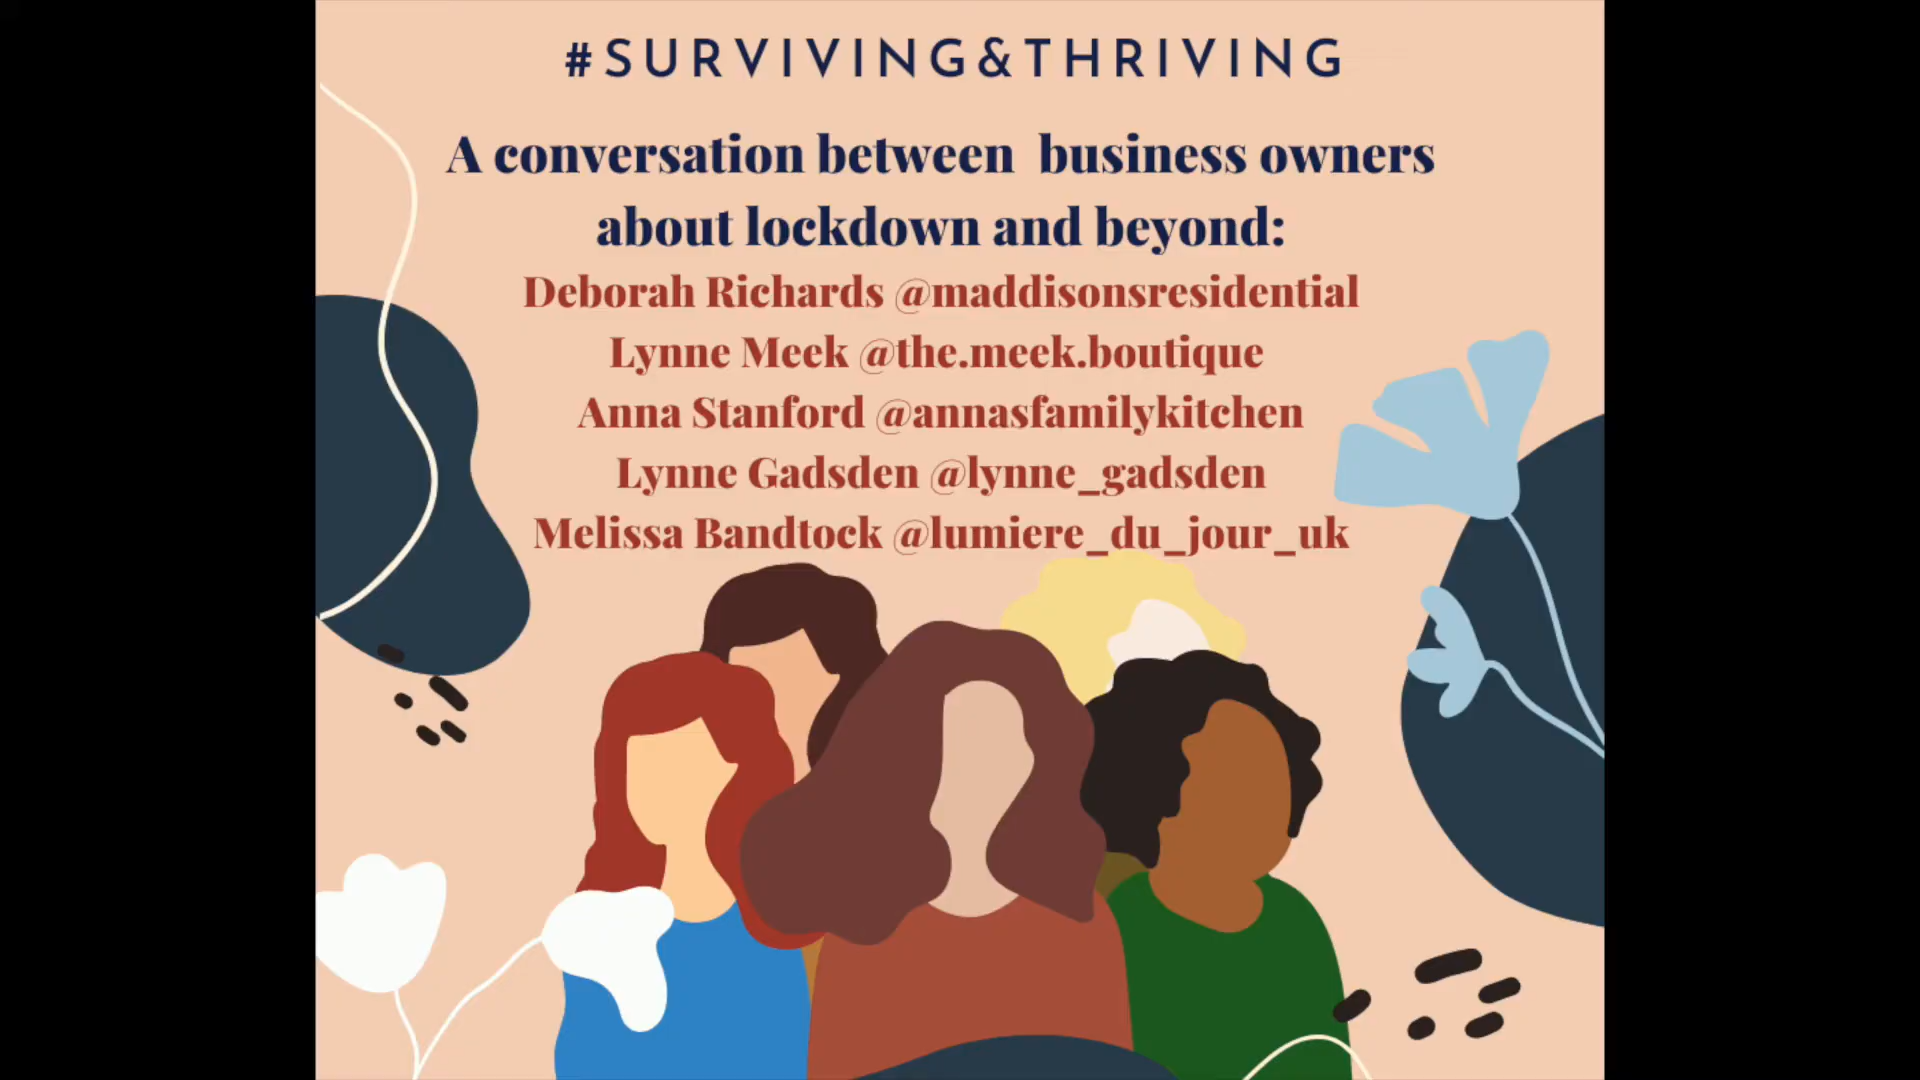 #SURVIVING&THRIVING
A conversation between business owners
about lockdown and beyond:
Deborah Richards @maddisonsresidential
Lynne Meek @the.meek.boutique
Anna Stanford @annasfamilykitchen
Lynne Gadsden @lynne_gadsden
Melissa Bandtock @lumiere_du_jour_uk